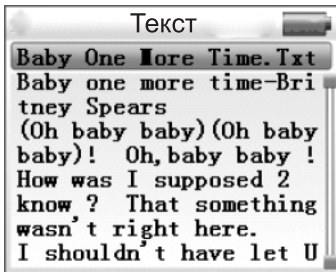 Текст
Baby One More Time.Txt
Baby one more time-Bri
tney Spears
(Oh baby baby)(Oh baby
baby)!  Oh,baby baby !
How was I supposed 2
know ?  That something
wasn't right here.
I shouldn't have let U